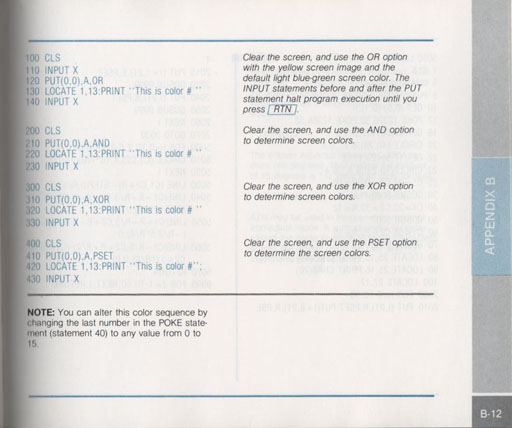 100 CLS
110 INPUT X
120 PUT(0,0),A,OR
130 LOCATE 1,13:PRINT "This is color # "
140 INPUT X
Clear the screen, and use the OR option
with the yellow screen image and the
default light blue-green screen color. The
INPUT statements before and after the PUT
statement halt program execution until you
press RTN.
200 CLS
210 PUT(0,0),A,AND
220 LOCATE 1,13:PRINT "This is color # "
230 INPUT X
Clear the screen, and use the AND option
to determine screen colors.
300 CLS
310 PUT(0,0),A,XOR
320 LOCATE 1,13:PRINT "This is color # "
330 INPUT X
Clear the screen, and use the XOR option
to determine screen colors.
400 CLS
410 PUT(0,0),A,PSET
420 LOCATE 1,13:PRINT "This is color #";
430 INPUT X
Clear the screen, and use the PSET option
to determine the screen colors.
NOTE: You can alter this color sequence by
changing the last number in the POKE state-
ment (statement 40) to any value from 0 to
15.
APPENDIX B
B-12